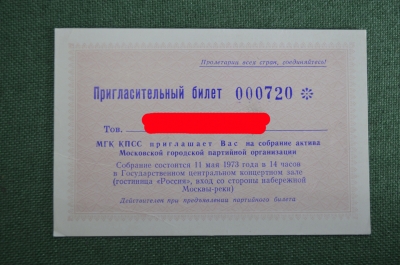 Пролетарии всех стран, соединяйтесь!
Пригласительный билет 000720
Тов.
МГК КПСС приглашает Вас на собрание актива
Московской городской партийной организации
Собрание состоится 11 мая 1973 года в 14 часов
в Государственном центральном концертном зале
(гостиница «Россия», вход со стороны набережной
Москвы-реки)
Действителен при предъявлении партийного билета